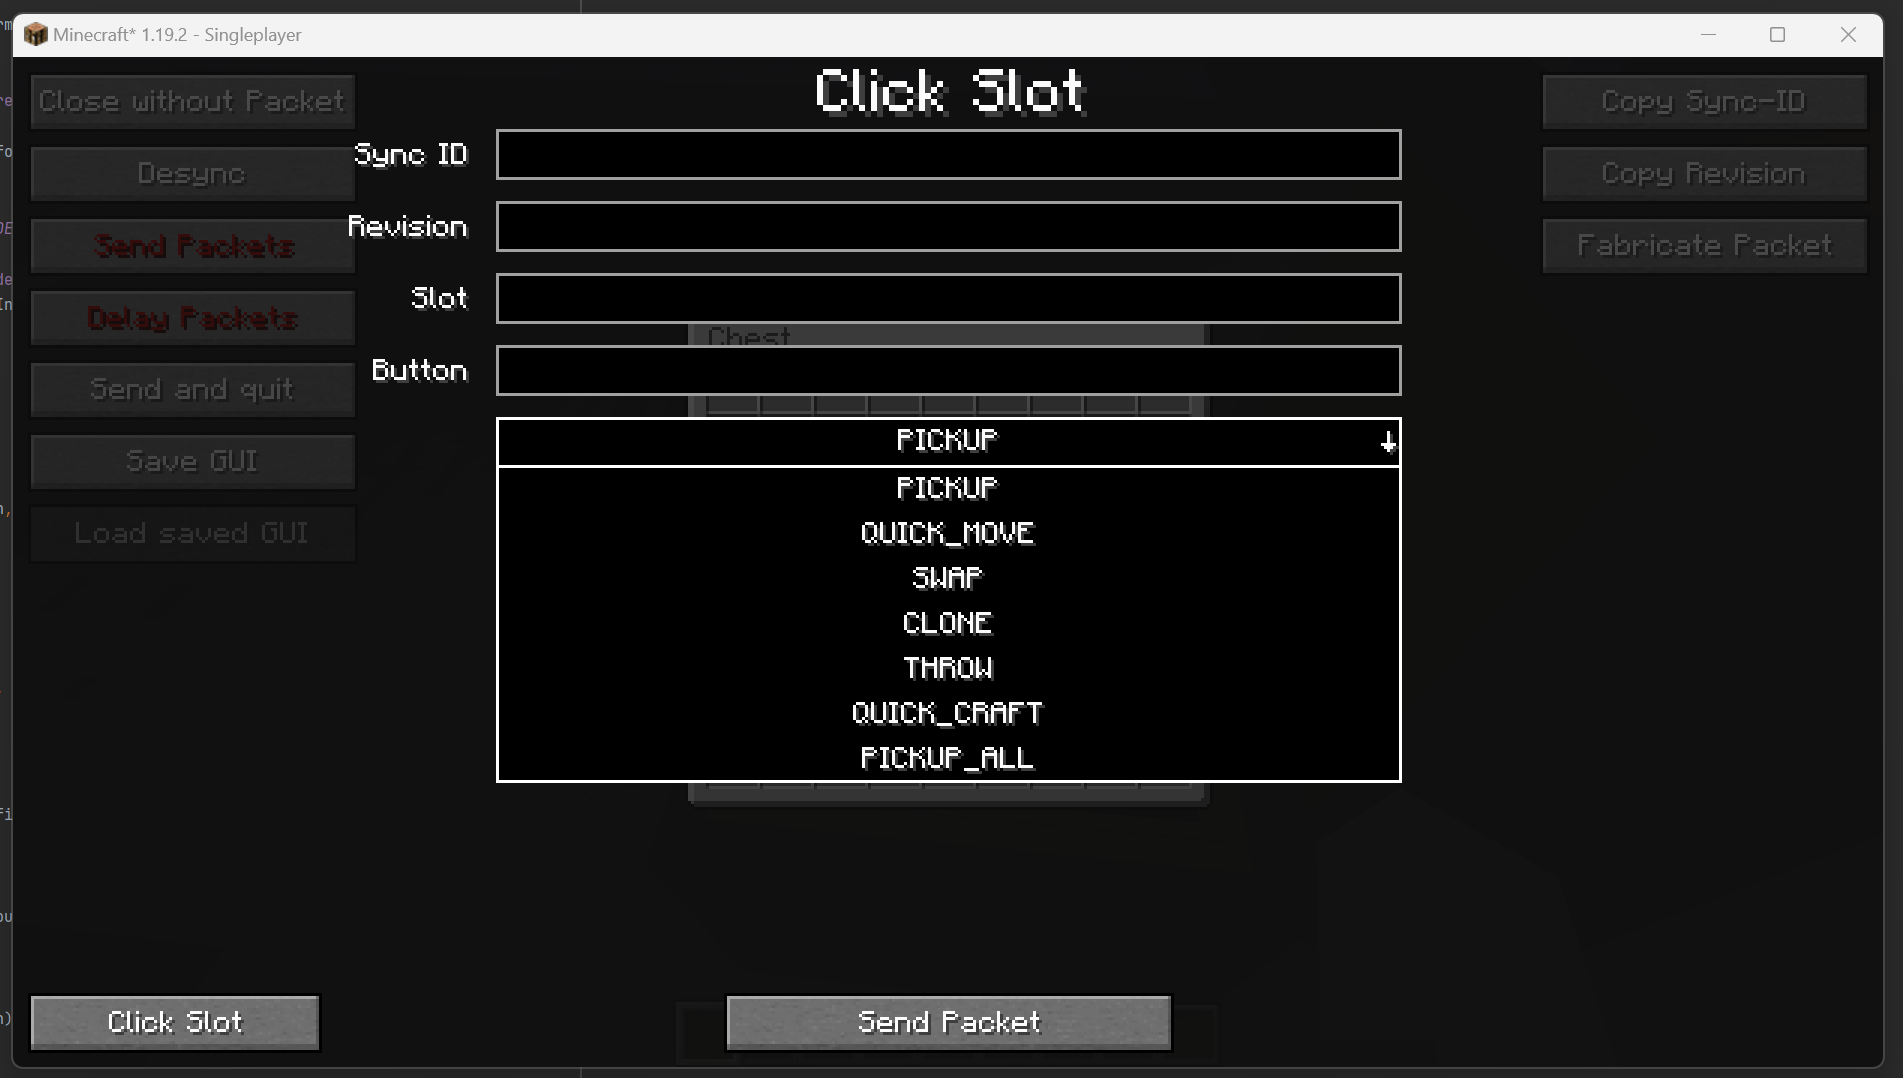 Minecraft* 1.19.2 - Singleplayer
Click Slot
Close without Packet
Desync
Send Packets
Delay Packets
Send and quit
Save GUI
Load saved GUI
Sync ID
Revision
Slot
Button
Chest
PICKUP
PICKUP
QUICK_MOVE
SWAP
CLONE
THROW
QUICK_CRAFT
PICKUP_ALL
Copy Sync-ID
Copy Revision
Fabricate Packet
Click Slot
Send Packet